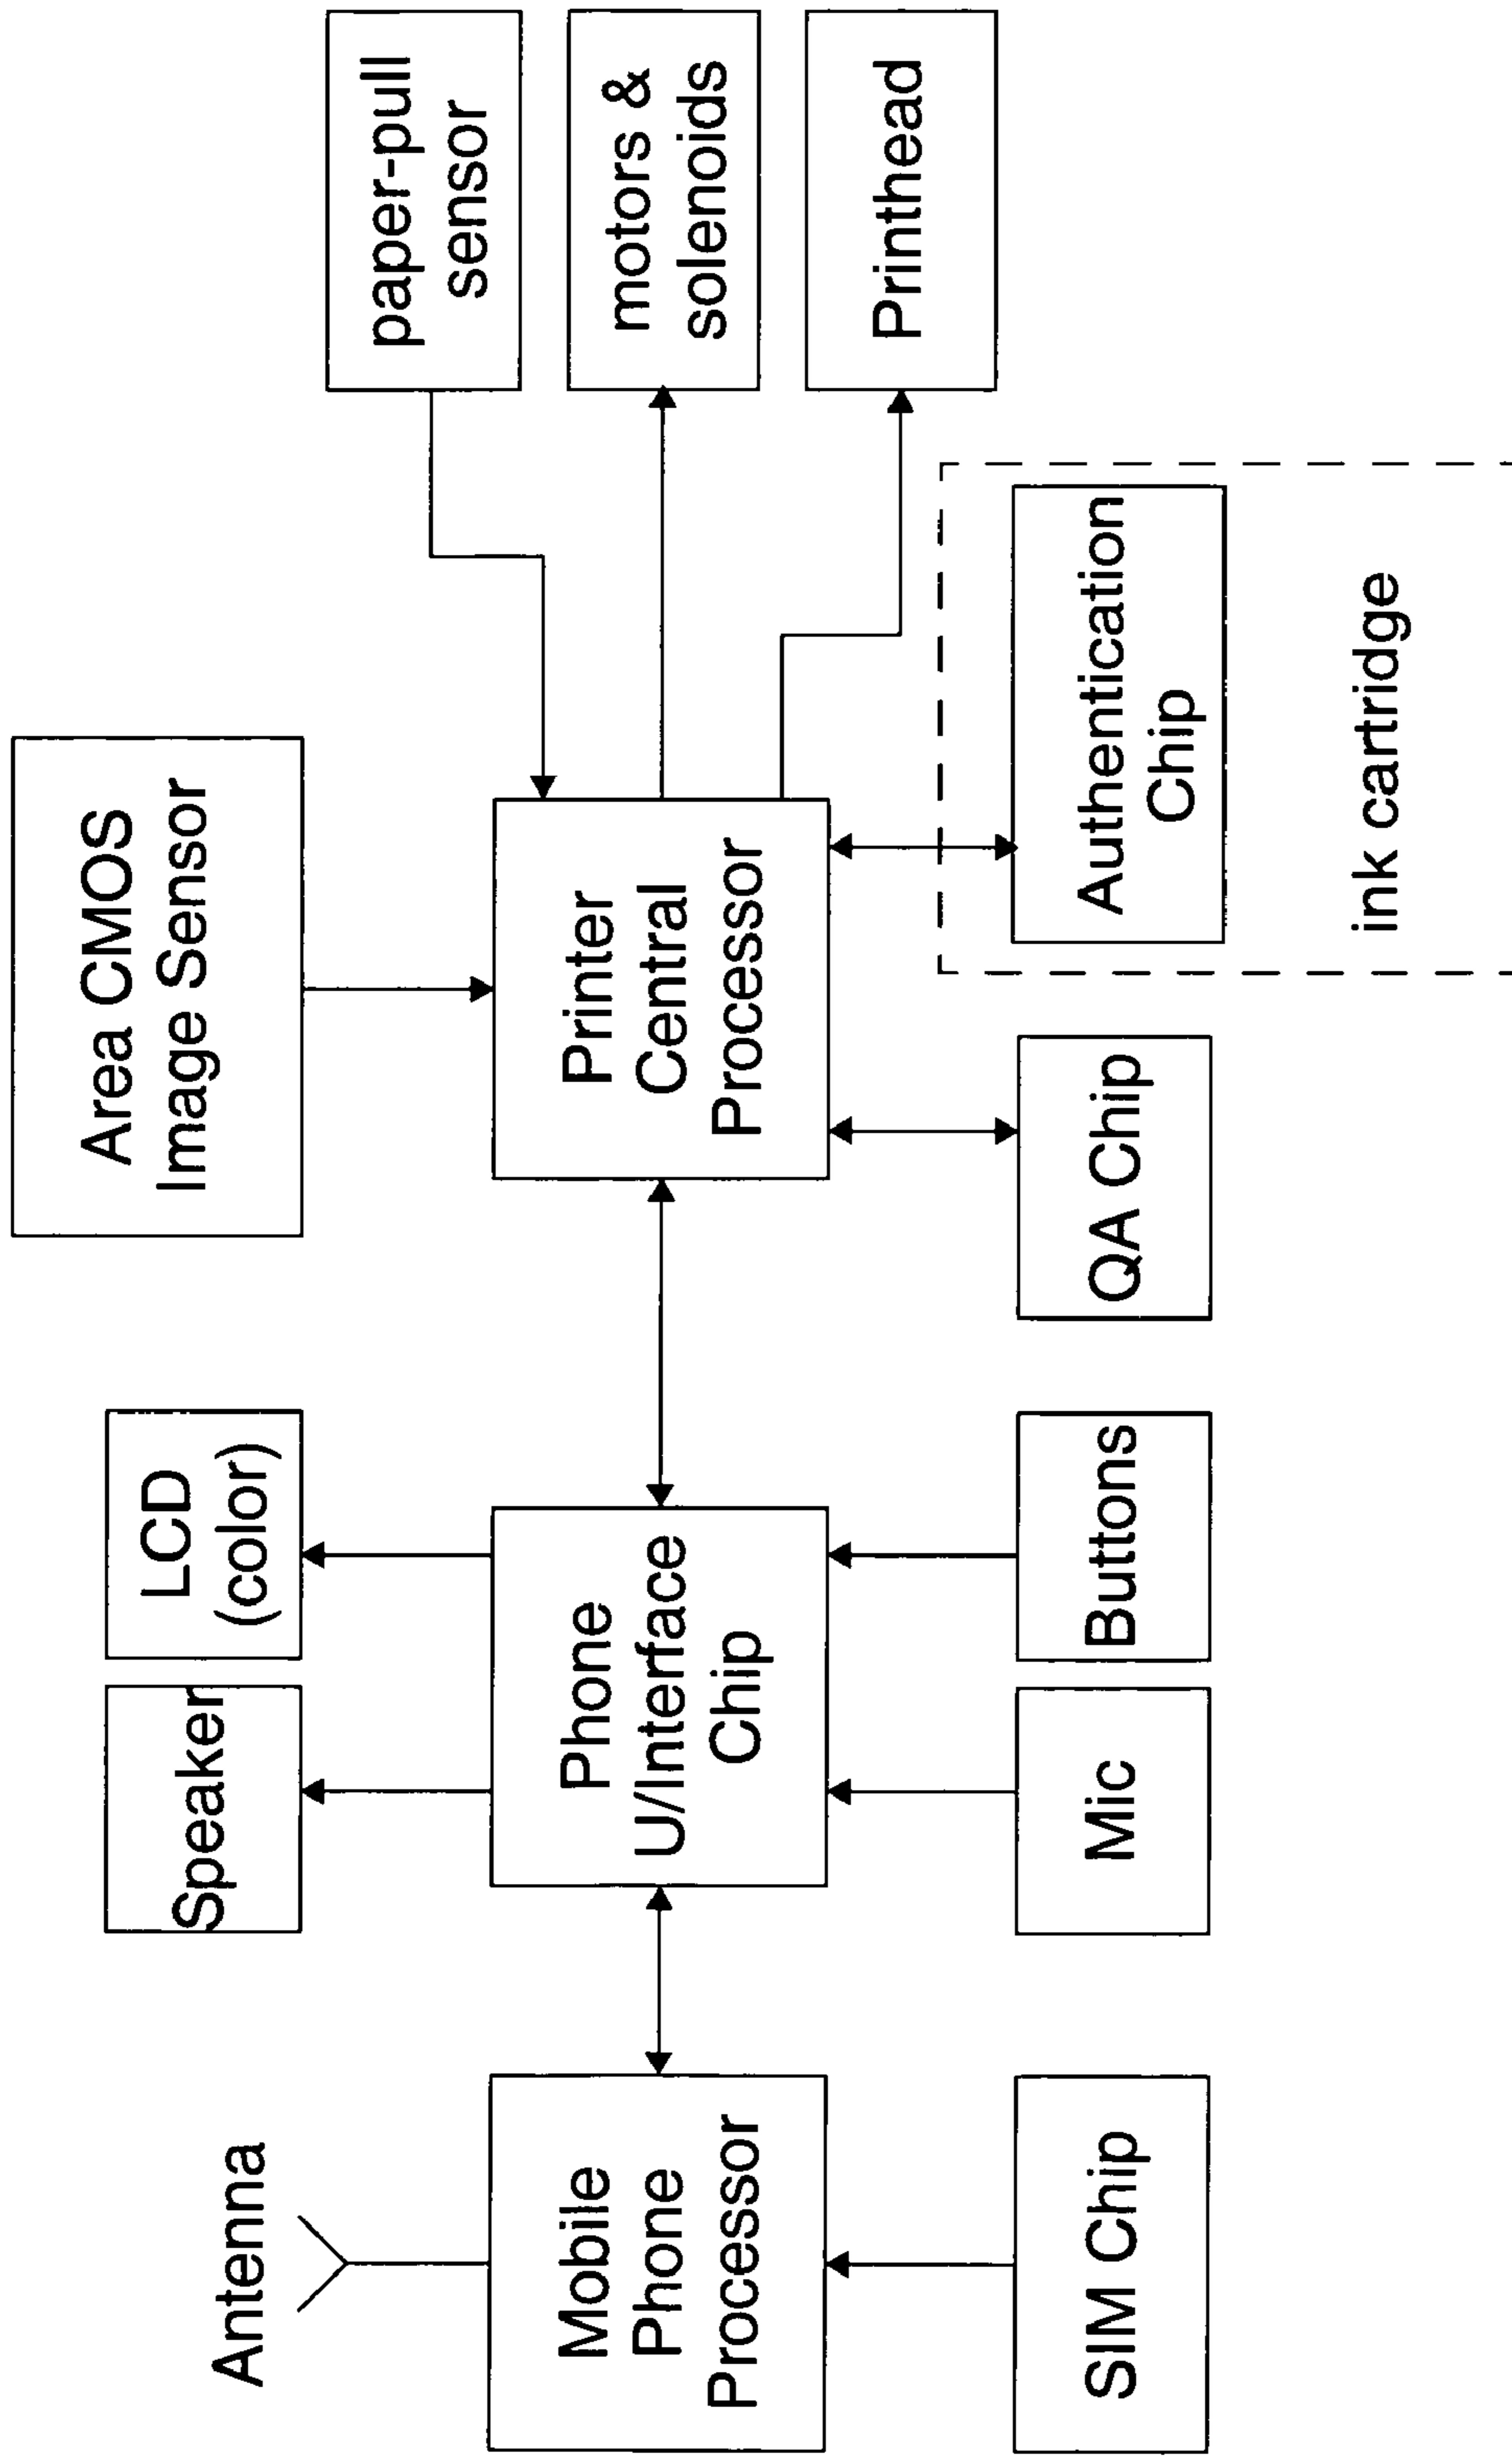 Area CMOS
Image Sensor
LCD
(color)
Speaker
Antenna
paper-pull
sensor
motors &
solenoids
Printhead
Printer
Central
Processor
Phone
U/Interface
Chip
Mobile
Phone
Processor
SIM Chip
Mic
Buttons
QA Chip
Authentication
Chip
ink cartridge